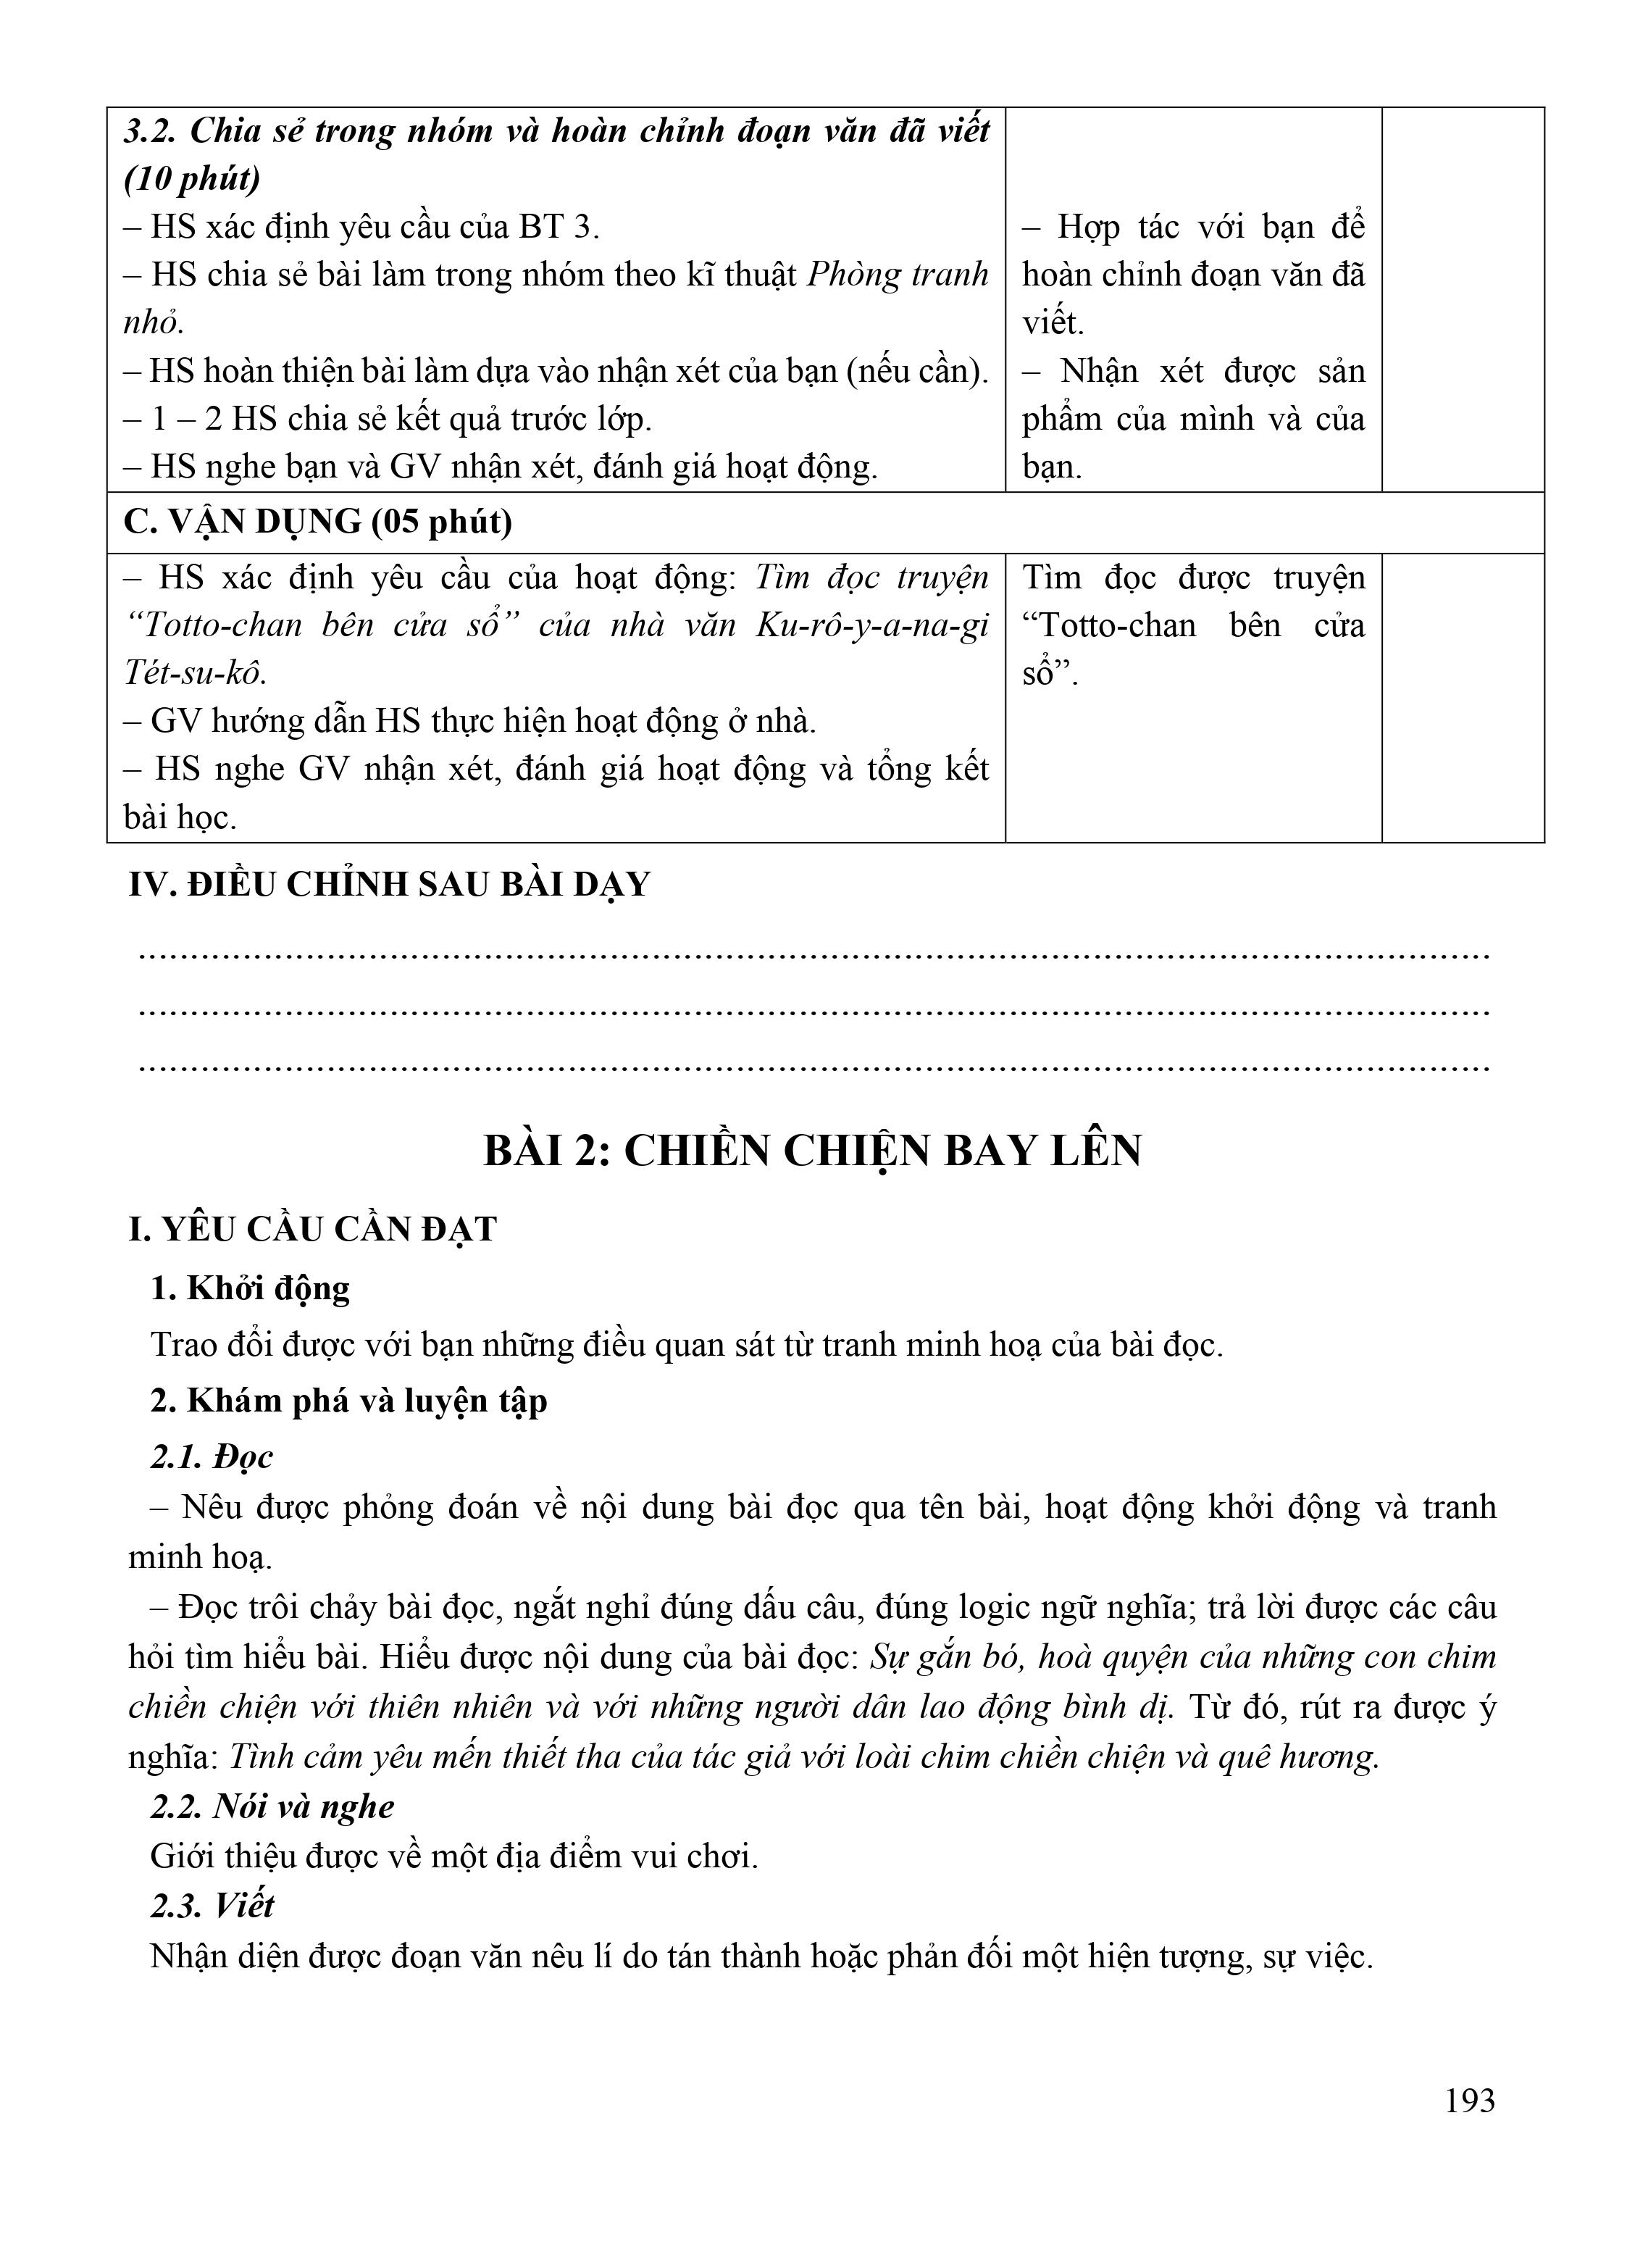 3.2. Chia sẻ trong nhóm và hoàn chỉnh đoạn văn đã viết
(10 phút)
– HS xác định yêu cầu của BT 3.
– HS chia sẻ bài làm trong nhóm theo kĩ thuật Phòng tranh
nhỏ.
– HS hoàn thiện bài làm dựa vào nhận xét của bạn (nếu cần).
– 1 – 2 HS chia sẻ kết quả trước lớp.
– HS nghe bạn và GV nhận xét, đánh giá hoạt động.
– Hợp tác với bạn để
hoàn chỉnh đoạn văn đã
viết.
– Nhận xét được sản
phẩm của mình và của
bạn.
C. VẬN DỤNG (05 phút)
– HS xác định yêu cầu của hoạt động: Tìm đọc truyện
“Totto-chan bên cửa sổ” của nhà văn Ku-rô-y-a-na-gi
Tét-su-kô.
– GV hướng dẫn HS thực hiện hoạt động ở nhà.
– HS nghe GV nhận xét, đánh giá hoạt động và tổng kết
bài học.
Tìm đọc được truyện
“Totto-chan bên cửa
sổ”.
IV. ĐIỀU CHỈNH SAU BÀI DẠY
BÀI 2: CHIỀN CHIỆN BAY LÊN
I. YÊU CẦU CẦN ĐẠT
1. Khởi động
Trao đổi được với bạn những điều quan sát từ tranh minh hoạ của bài đọc.
2. Khám phá và luyện tập
2.1. Đọc
– Nêu được phỏng đoán về nội dung bài đọc qua tên bài, hoạt động khởi động và tranh
minh hoạ.
– Đọc trôi chảy bài đọc, ngắt nghỉ đúng dấu câu, đúng logic ngữ nghĩa; trả lời được các câu
hỏi tìm hiểu bài. Hiểu được nội dung của bài đọc: Sự gắn bó, hoà quyện của những con chim
chiền chiện với thiên nhiên và với những người dân lao động bình dị. Từ đó, rút ra được ý
nghĩa: Tình cảm yêu mến thiết tha của tác giả với loài chim chiền chiện và quê hương.
2.2. Nói và nghe
Giới thiệu được về một địa điểm vui chơi.
2.3. Viết
Nhận diện được đoạn văn nêu lí do tán thành hoặc phản đối một hiện tượng, sự việc.
193